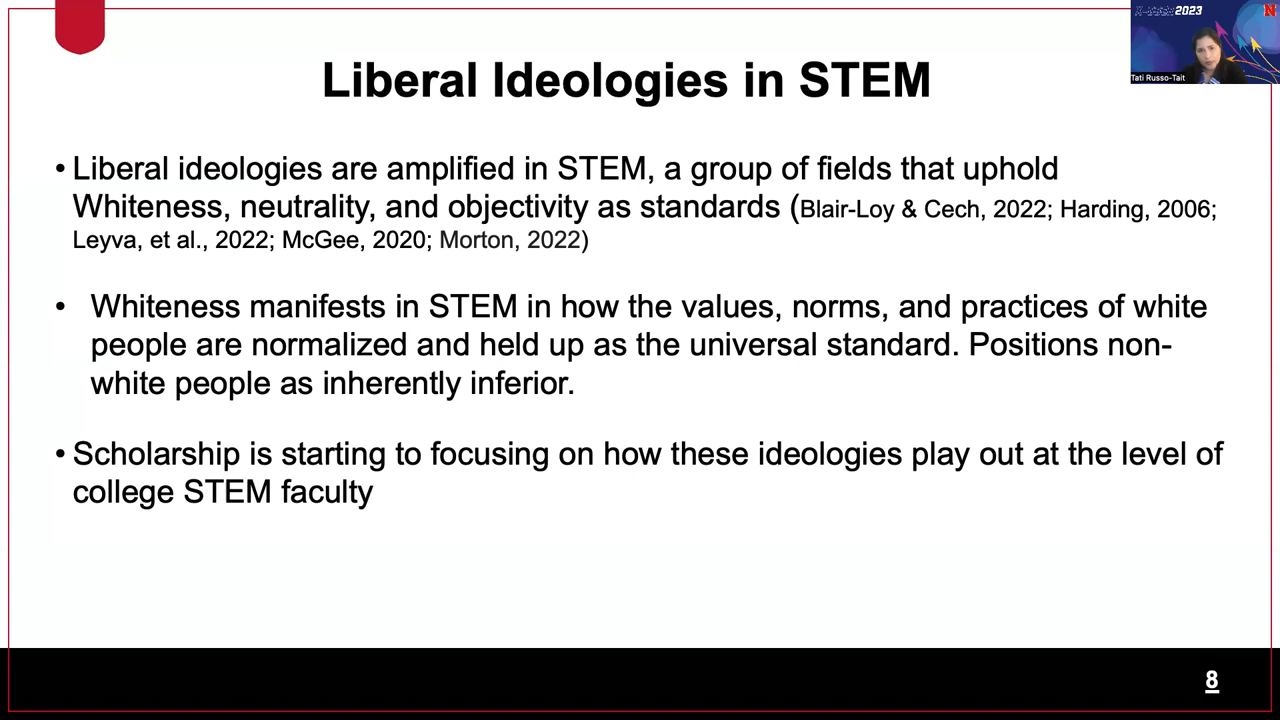 2023
N
Tati Russo-Tait
Liberal Ideologies in STEM
• Liberal ideologies are amplified in STEM, a group of fields that uphold
Whiteness, neutrality, and objectivity as standards (Blair-Loy & Cech, 2022; Harding, 2006;
Leyva, et al., 2022; McGee, 2020; Morton, 2022)
• Whiteness manifests in STEM in how the values, norms, and practices of white
people are normalized and held up as the universal standard. Positions non-
white people as inherently inferior.
• Scholarship is starting to focusing on how these ideologies play out at the level of
college STEM faculty
8